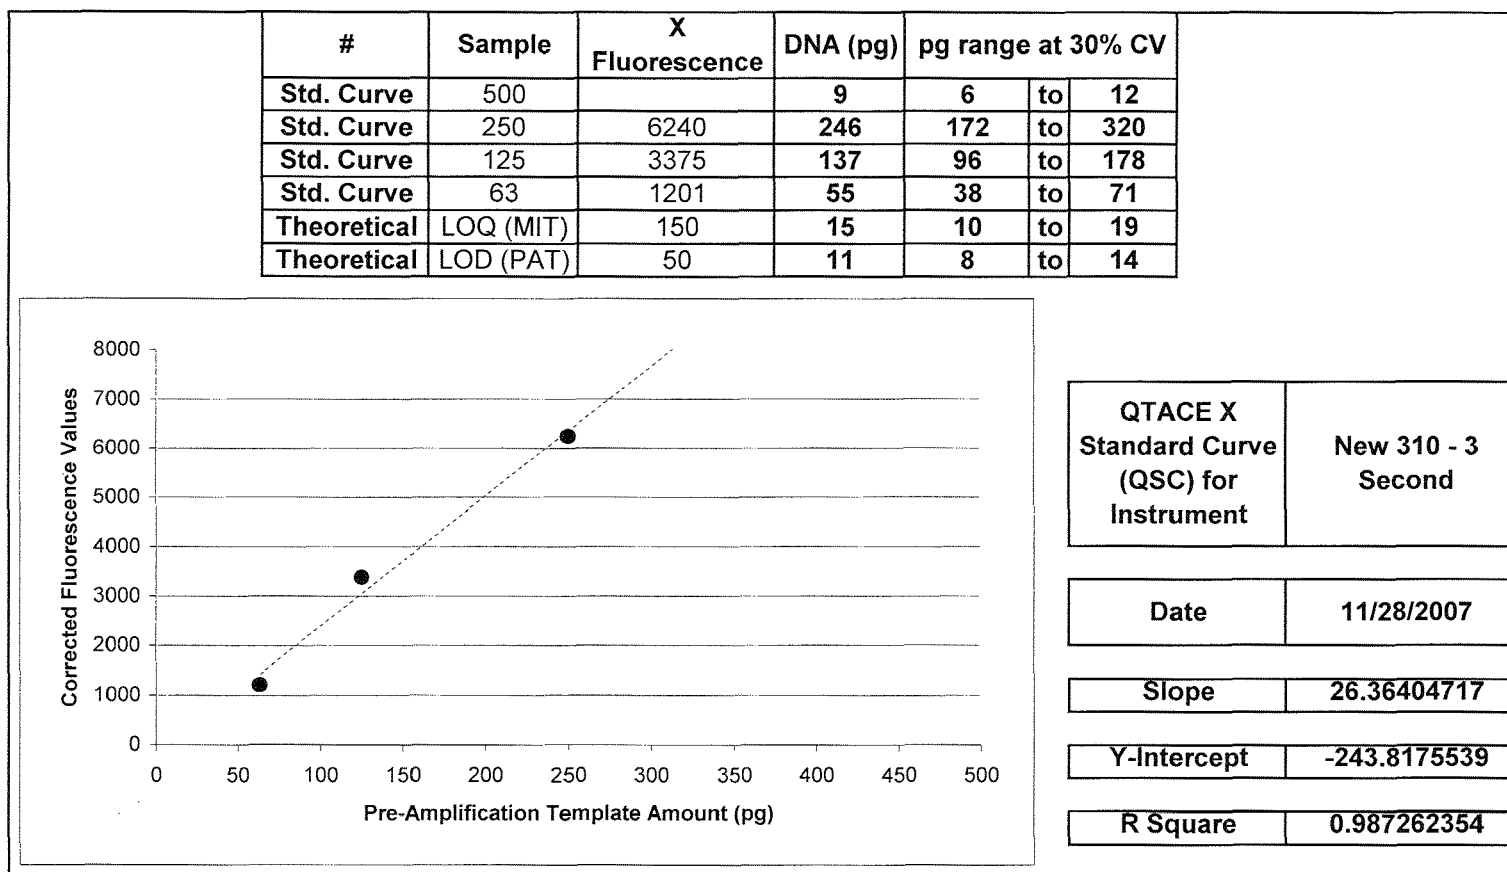 # Sample X Fluorescence DNA (pg) pg range at 30% CV
Std. Curve 500 9 6 to 12
Std. Curve 250 6240 246 172 to 320
Std. Curve 125 3375 137 96 to 178
Std. Curve 63 1201 55 38 to 71
Theoretical LOQ (MIT) 150 15 10 to 19
Theoretical LOD (PAT) 50 11 8 to 14
Corrected Fluorescence Values
8000
7000
6000
5000
4000
3000
2000
1000
0
0 50 100 150 200 250 300 350 400 450 500
Pre-Amplification Template Amount (pg)
QTACE X
Standard Curve
(QSC) for
Instrument
New 310 - 3
Second
Date 11/28/2007
Slope 26.36404717
Y-Intercept -243.8175539
R Square 0.987262354